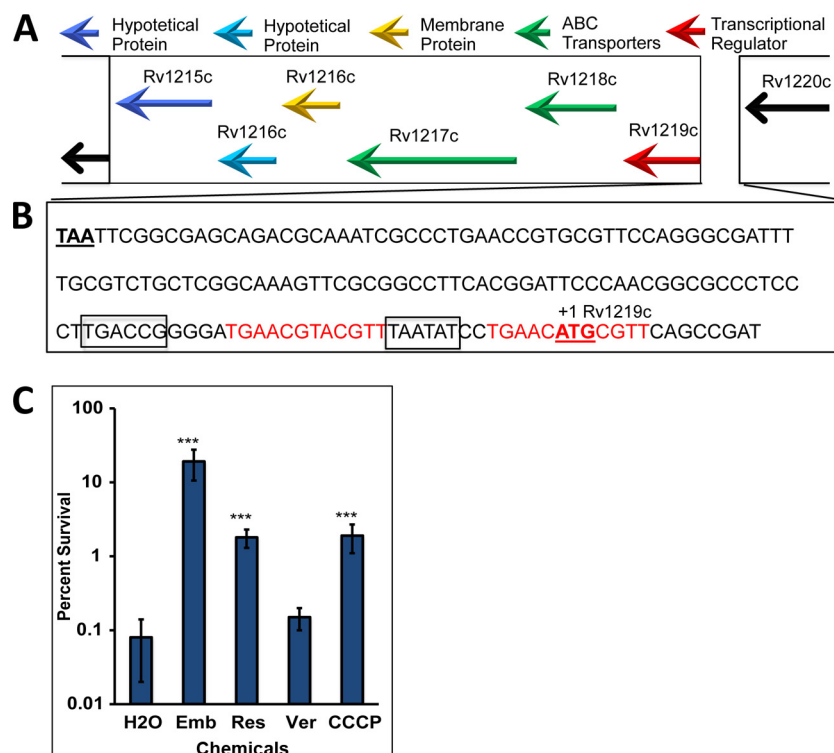 A
Hypotetical Protein
Hypotetical Protein
Membrane Protein
ABC Transporters
Transcriptional Regulator
Rv1215c
Rv1216c
Rv1216c
Rv1217c
Rv1218c
Rv1219c
Rv1220c
B
TAATTCGGCGAGCAGACGCAAATCGCCCTGAACCGTGCGTTCCAGGGCGATTT
TGCGTCTGCTCGGCAAAGTTCGCGGCCTTCACGGATTCCCAACGGCGCCCTCC
+1 Rv1219c
CTTTGACCGGGGATGAACGTACGTTTAATATCCTGAACATGCGTTCAGCCGAT
C
Percent Survival
100
10
1
0.1
0.01
***
***
***
H2O Emb Res Ver CCCP
Chemicals